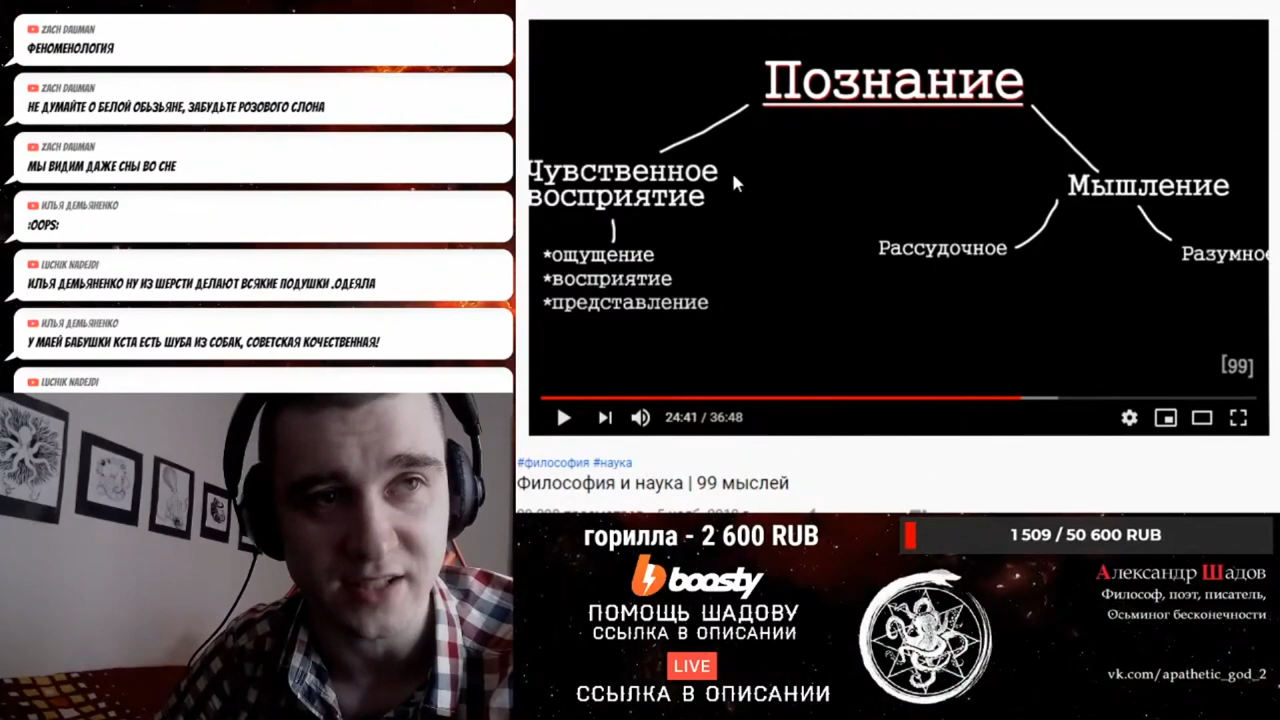 ZACH DAUMAN
ФЕНОМЕНОЛОГИЯ
ZACH DAUMAN
НЕ ДУМАЙТЕ О БЕЛОЙ ОБЬЗЬЯНЕ, ЗАБУДЬТЕ РОЗОВОГО СЛОНА
ZACH DAUMAN
МЫ ВИДИМ ДАЖЕ СНЫ ВО СНЕ
ИЛЬЯ ДЕМЬЯНЕНКО
:OOPS:
LUCHIK NADEJDI
ИЛЬЯ ДЕМЬЯНЕНКО НУ ИЗ ШЕРСТИ ДЕЛАЮТ ВСЯКИЕ ПОДУШКИ .ОДЕЯЛА
ИЛЬЯ ДЕМЬЯНЕНКО
У МАЕЙ БАБУШКИ КСТА ЕСТЬ ШУБА ИЗ СОБАК, СОВЕТСКАЯ КОЧЕСТВЕННАЯ!
LUCHIK NADEJDI
Познание
Чувственное
восприятие
*ощущение
*восприятие
*представление
Мышление
Рассудочное
Разумное
[99]
24:41 / 36:48
#философия #наука
Философия и наука | 99 мыслей
горилла - 2 600 RUB
boosty
ПОМОЩЬ ШАДОВУ
ССЫЛКА В ОПИСАНИИ
LIVE
ССЫЛКА В ОПИСАНИИ
1 509 / 50 600 RUB
Александр Шадов
Философ, поэт, писатель,
Осьминог бесконечности
vk.com/apathetic_god_2